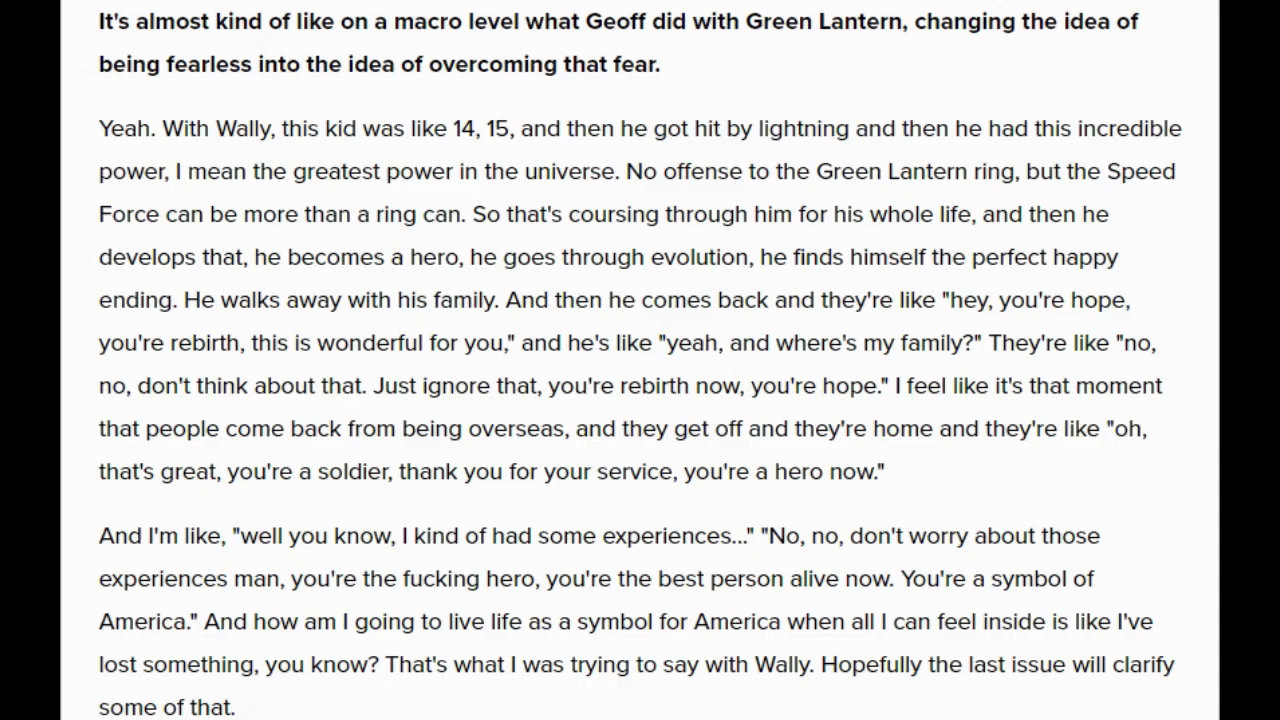 It's almost kind of like on a macro level what Geoff did with Green Lantern, changing the idea of
being fearless into the idea of overcoming that fear.
Yeah. With Wally, this kid was like 14, 15, and then he got hit by lightning and then he had this incredible
power, I mean the greatest power in the universe. No offense to the Green Lantern ring, but the Speed
Force can be more than a ring can. So that's coursing through him for his whole life, and then he
develops that, he becomes a hero, he goes through evolution, he finds himself the perfect happy
ending. He walks away with his family. And then he comes back and they're like "hey, you're hope,
you're rebirth, this is wonderful for you," and he's like "yeah, and where's my family?" They're like "no,
no, don't think about that. Just ignore that, you're rebirth now, you're hope." I feel like it's that moment
that people come back from being overseas, and they get off and they're home and they're like "oh,
that's great, you're a soldier, thank you for your service, you're a hero now."
And I'm like, "well you know, I kind of had some experiences..." "No, no, don't worry about those
experiences man, you're the fucking hero, you're the best person alive now. You're a symbol of
America." And how am I going to live life as a symbol for America when all I can feel inside is like I've
lost something, you know? That's what I was trying to say with Wally. Hopefully the last issue will clarify
some of that.